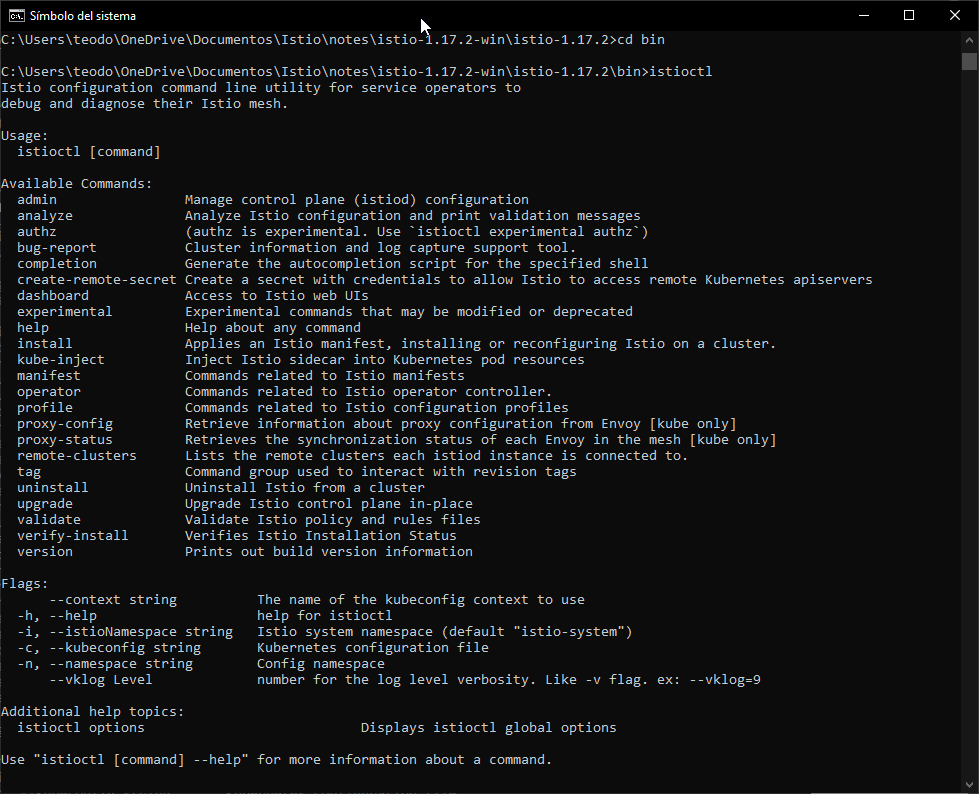 Símbolo del sistema
C:\Users\teodo\OneDrive\Documentos\Istio\notes\istio-1.17.2-win\istio-1.17.2>cd bin
C:\Users\teodo\OneDrive\Documentos\Istio\notes\istio-1.17.2-win\istio-1.17.2\bin>istioctl
Istio configuration command line utility for service operators to
debug and diagnose their Istio mesh.
Usage:
  istioctl [command]
Available Commands:
  admin                Manage control plane (istiod) configuration
  analyze              Analyze Istio configuration and print validation messages
  authz                (authz is experimental. Use `istioctl experimental authz`)
  bug-report           Cluster information and log capture support tool.
  completion           Generate the autocompletion script for the specified shell
  create-remote-secret Create a secret with credentials to allow Istio to access remote Kubernetes apiservers
  dashboard            Access to Istio web UIs
  experimental         Experimental commands that may be modified or deprecated
  help                 Help about any command
  install              Applies an Istio manifest, installing or reconfiguring Istio on a cluster.
  kube-inject          Inject Istio sidecar into Kubernetes pod resources
  manifest             Commands related to Istio manifests
  operator             Commands related to Istio operator controller.
  profile              Commands related to Istio configuration profiles
  proxy-config         Retrieve information about proxy configuration from Envoy [kube only]
  proxy-status         Retrieves the synchronization status of each Envoy in the mesh [kube only]
  remote-clusters      Lists the remote clusters each istiod instance is connected to.
  tag                  Command group used to interact with revision tags
  uninstall            Uninstall Istio from a cluster
  upgrade              Upgrade Istio control plane in-place
  validate             Validate Istio policy and rules files
  verify-install       Verifies Istio Installation Status
  version              Prints out build version information
Flags:
      --context string          The name of the kubeconfig context to use
  -h, --help                    help for istioctl
  -i, --istioNamespace string   Istio system namespace (default "istio-system")
  -c, --kubeconfig string       Kubernetes configuration file
  -n, --namespace string        Config namespace
      --vklog Level             number for the log level verbosity. Like -v flag. ex: --vklog=9
Additional help topics:
  istioctl options                           Displays istioctl global options
Use "istioctl [command] --help" for more information about a command.